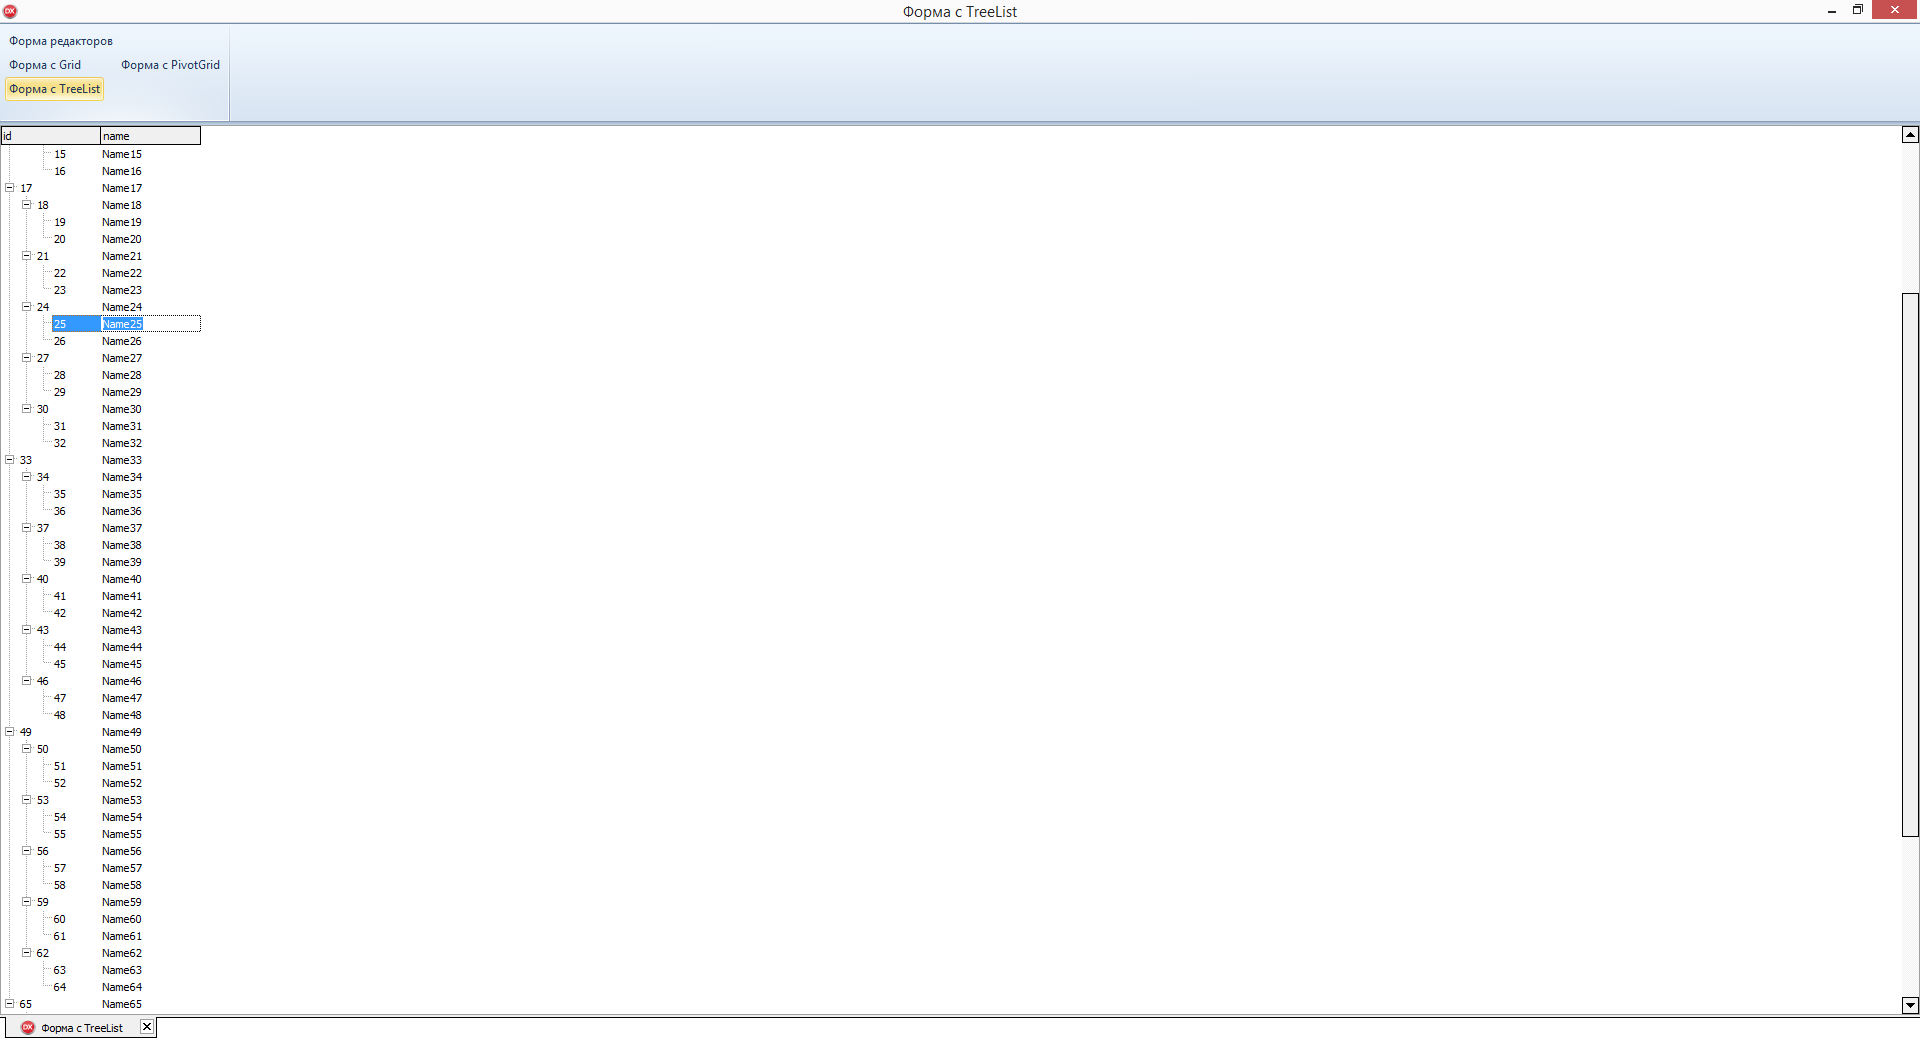 DX Форма с TreeList
Форма редакторов
Форма с Grid Форма с PivotGrid
Форма с TreeList
id name
15 Name15
16 Name16
17 Name17
18 Name18
19 Name19
20 Name20
21 Name21
22 Name22
23 Name23
24 Name24
25 Name25
26 Name26
27 Name27
28 Name28
29 Name29
30 Name30
31 Name31
32 Name32
33 Name33
34 Name34
35 Name35
36 Name36
37 Name37
38 Name38
39 Name39
40 Name40
41 Name41
42 Name42
43 Name43
44 Name44
45 Name45
46 Name46
47 Name47
48 Name48
49 Name49
50 Name50
51 Name51
52 Name52
53 Name53
54 Name54
55 Name55
56 Name56
57 Name57
58 Name58
59 Name59
60 Name60
61 Name61
62 Name62
63 Name63
64 Name64
65 Name65
DX Форма с TreeList